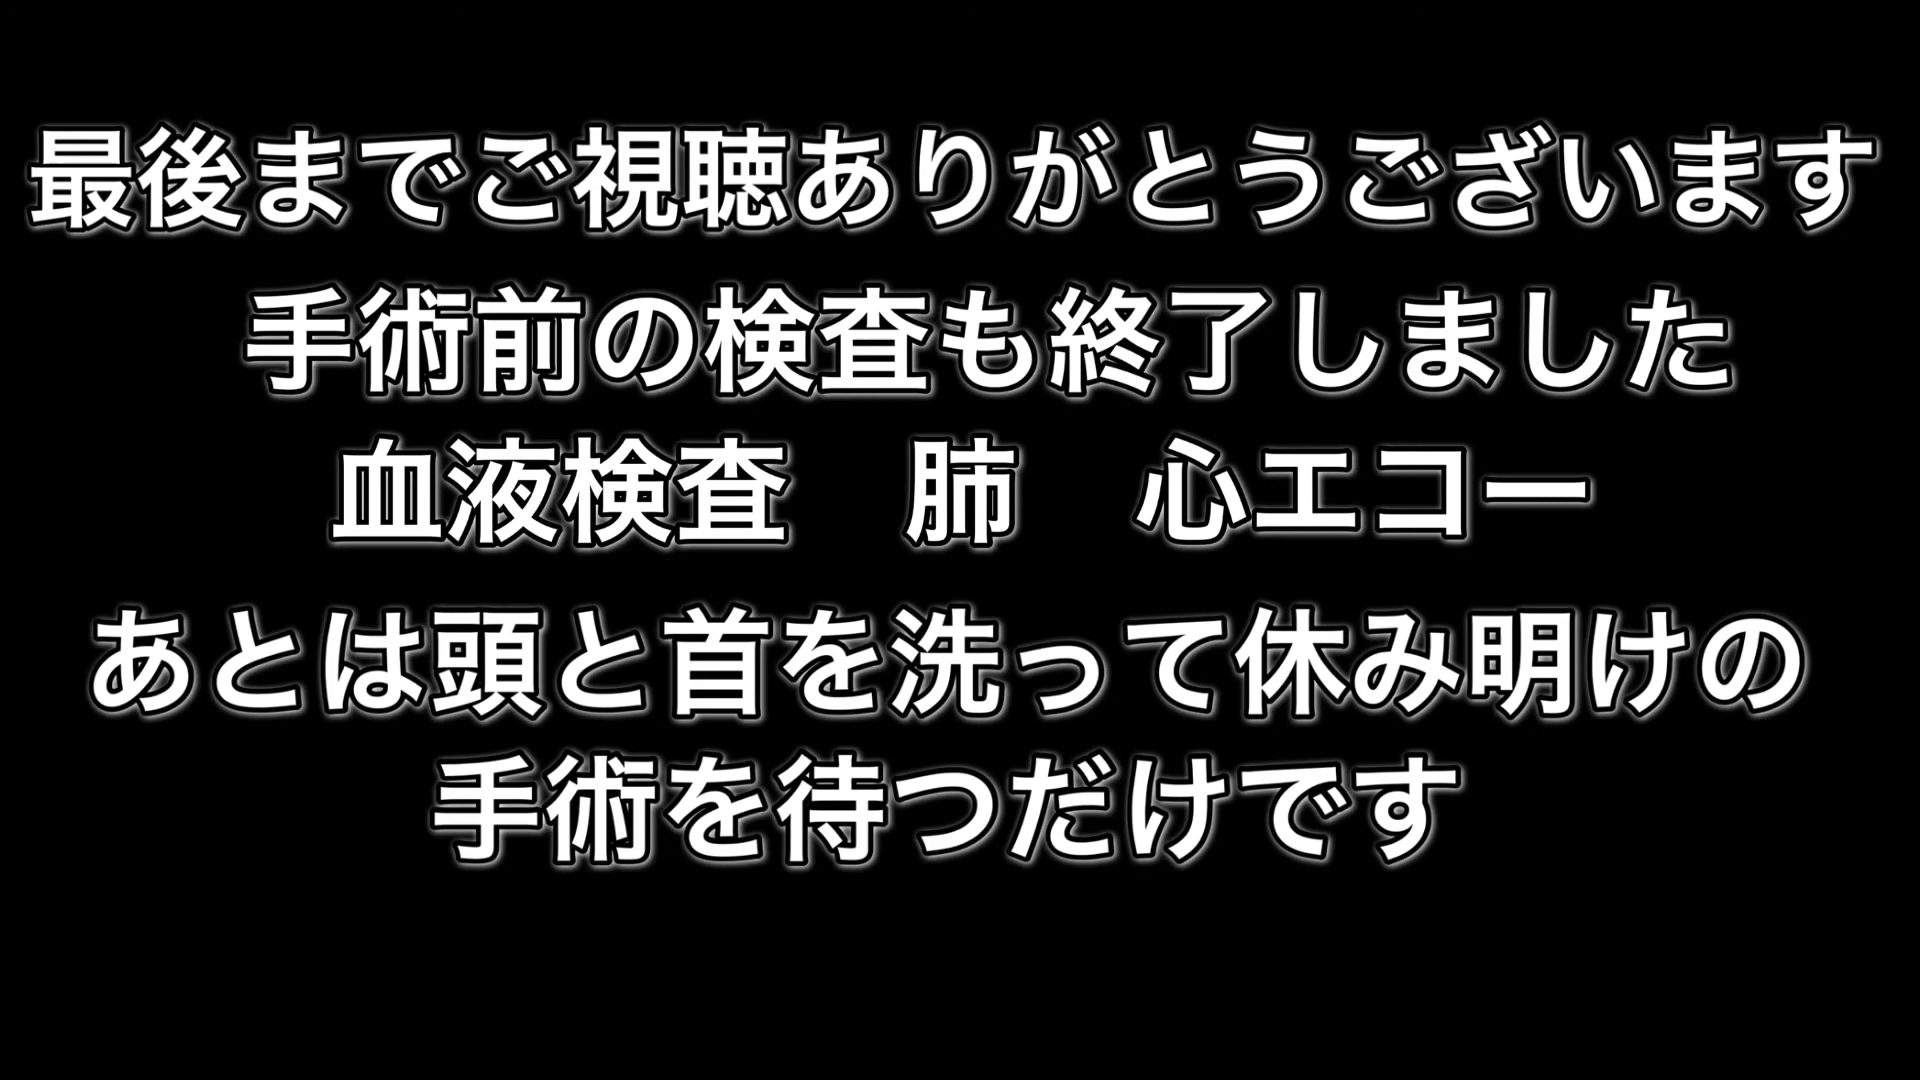 最後までご視聴ありがとうございます
手術前の検査も終了しました
血液検査　肺　心エコー
あとは頭と首を洗って休み明けの
手術を待つだけです